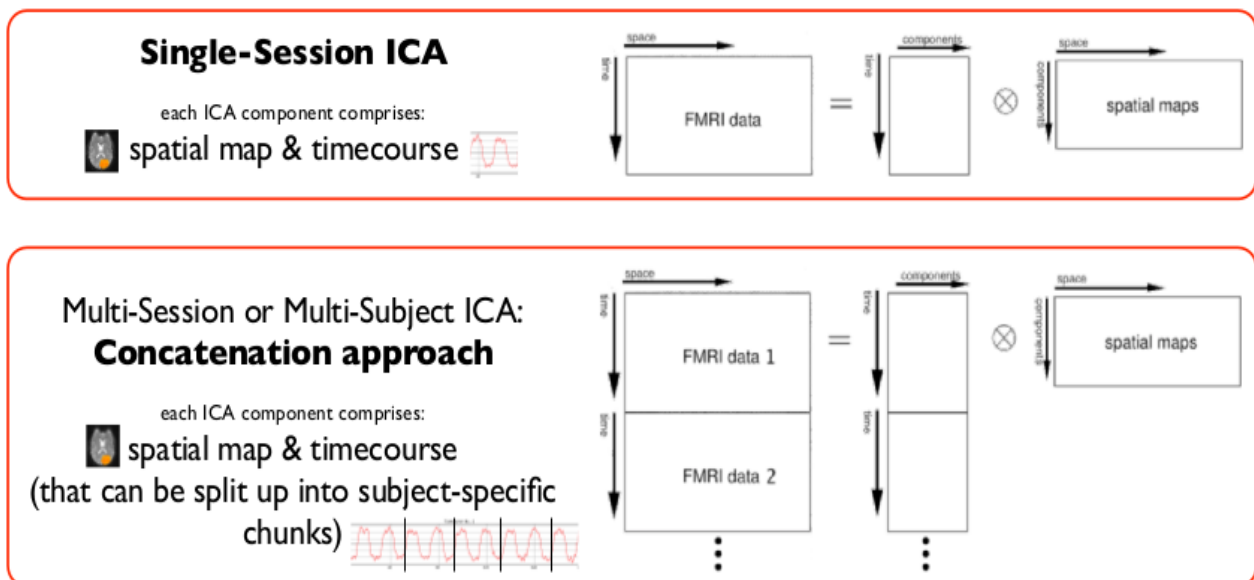 Single-Session ICA
each ICA component comprises:
spatial map & timecourse
space
time
FMRI data
=
components
time
⊗
space
components
spatial maps
Multi-Session or Multi-Subject ICA:
Concatenation approach
each ICA component comprises:
spatial map & timecourse
(that can be split up into subject-specific
chunks)
space
time
FMRI data 1
time
FMRI data 2
=
components
time
time
⊗
space
components
spatial maps